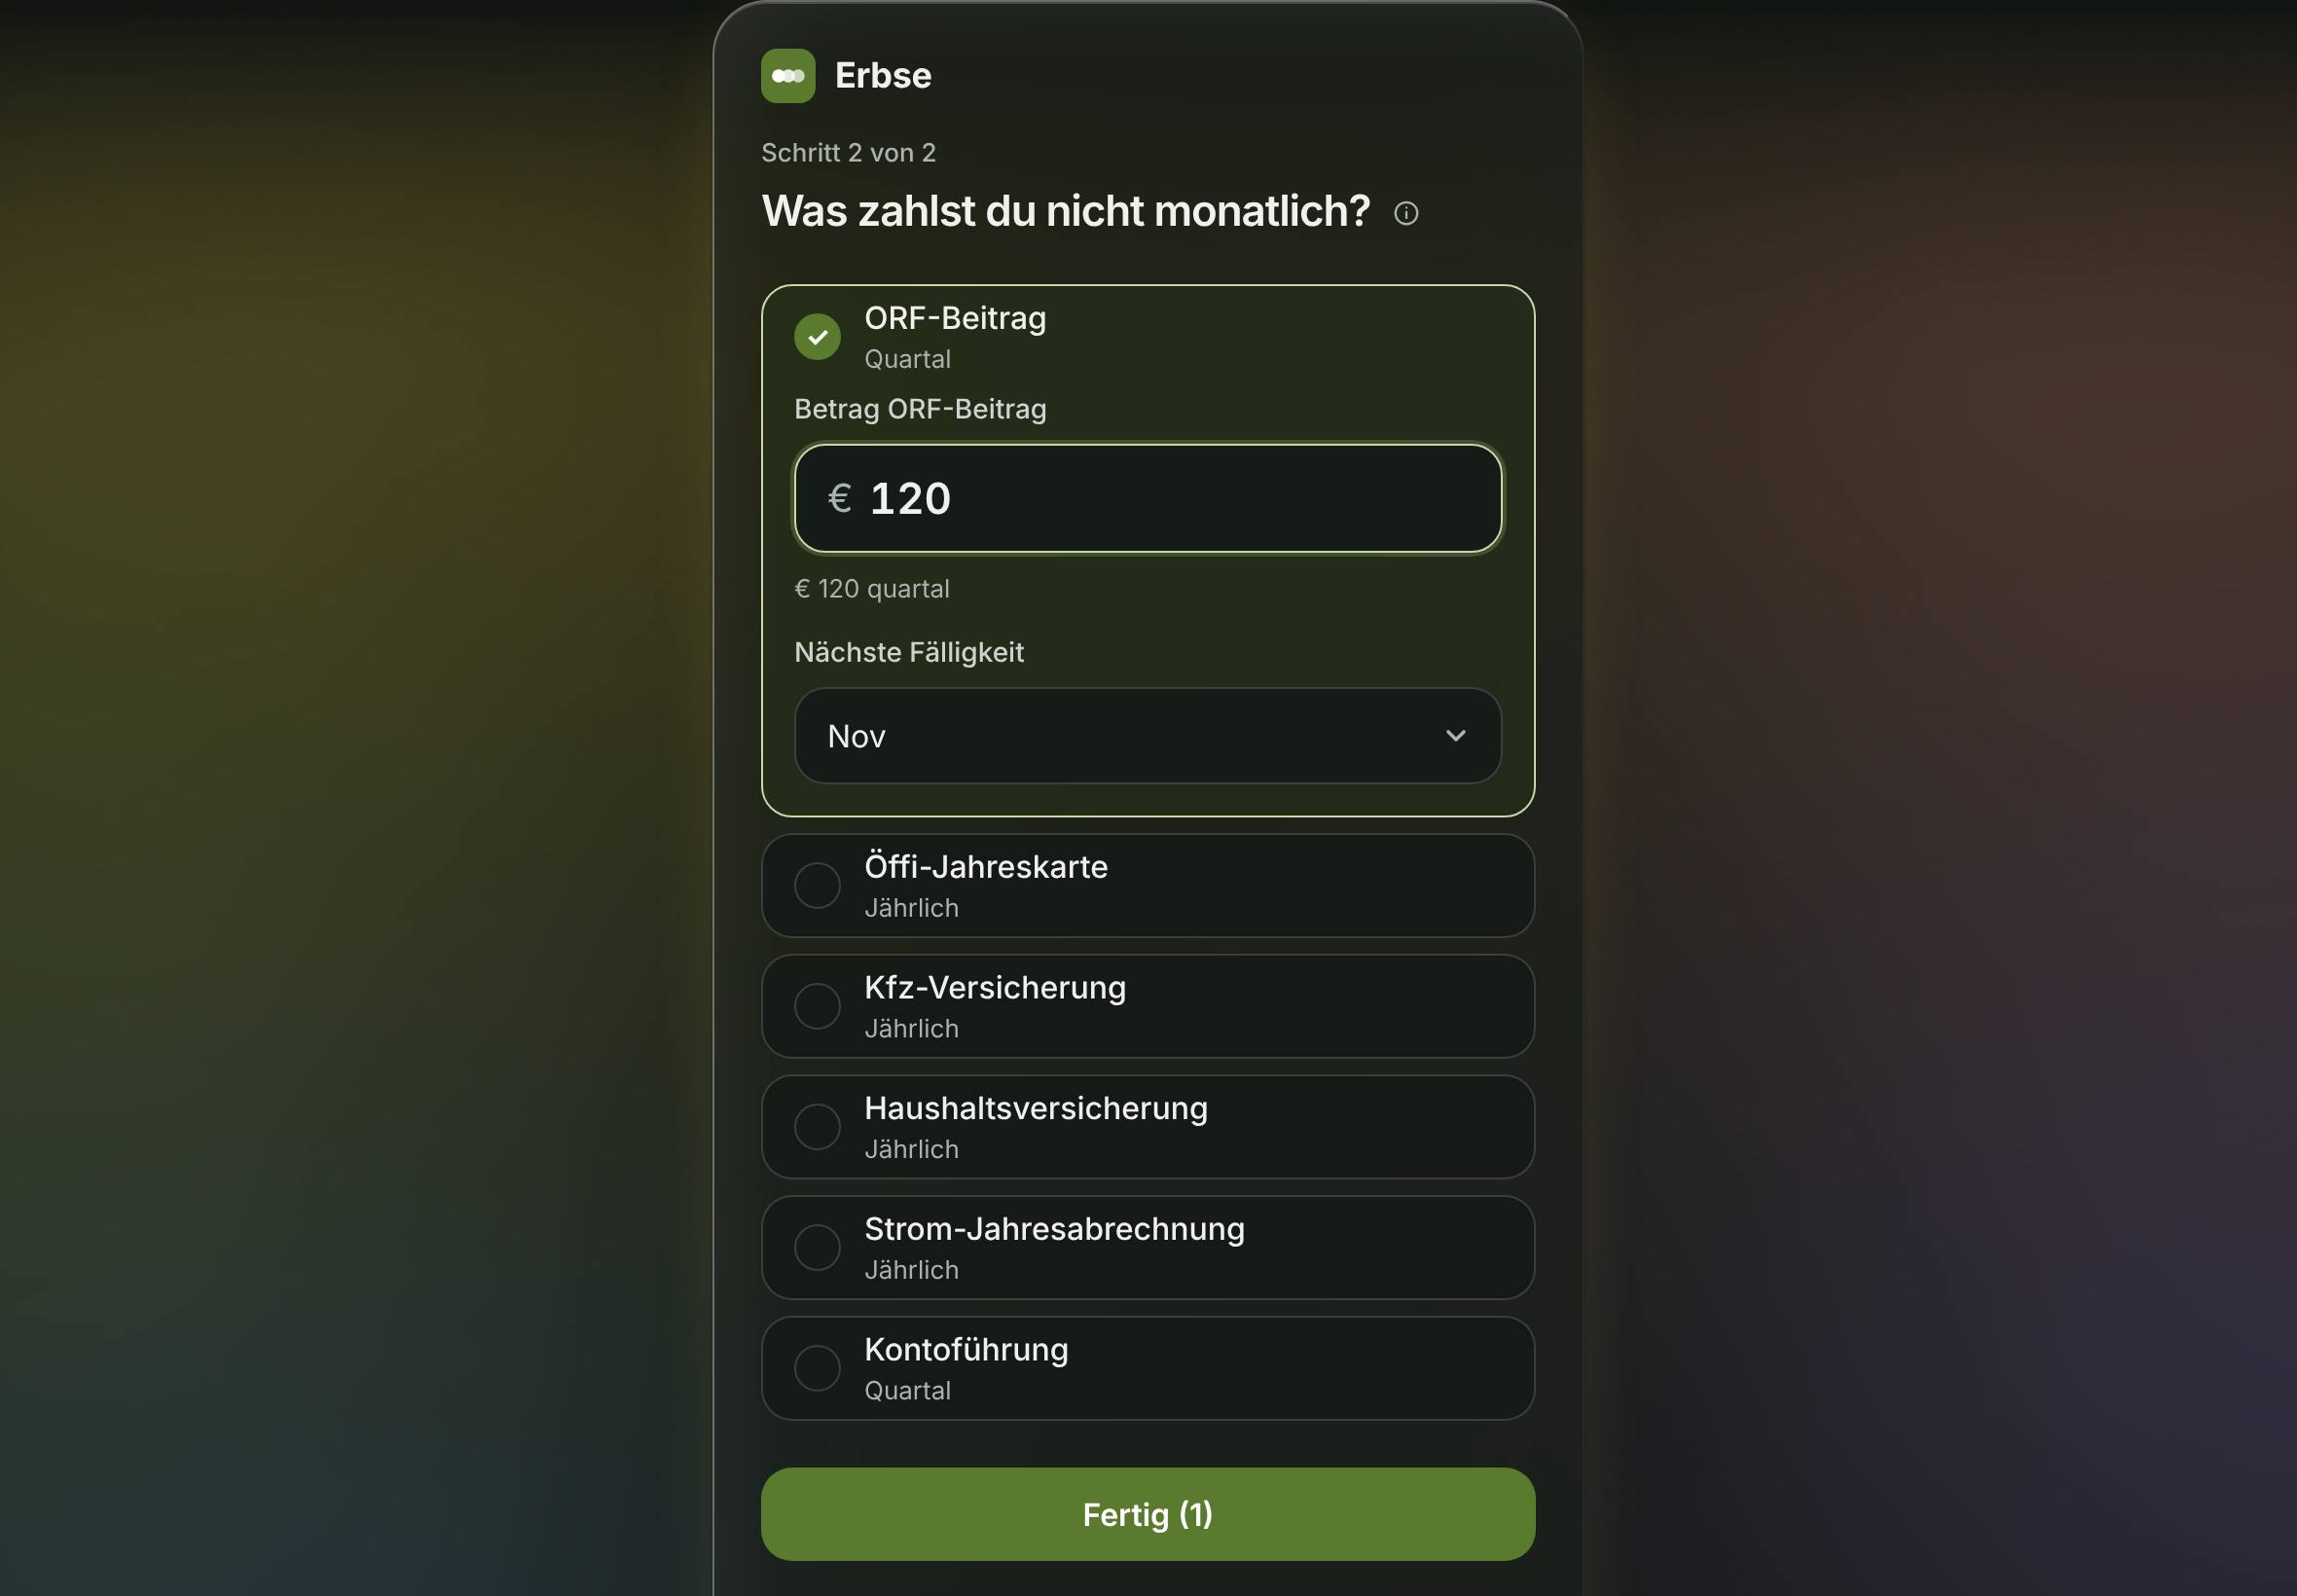 Erbse
Schritt 2 von 2
Was zahlst du nicht monatlich?
ORF-Beitrag
Quartal
Betrag ORF-Beitrag
€ 120
€ 120 quartal
Nächste Fälligkeit
Nov
Öffi-Jahreskarte
Jährlich
Kfz-Versicherung
Jährlich
Haushaltsversicherung
Jährlich
Strom-Jahresabrechnung
Jährlich
Kontoführung
Quartal
Fertig (1)